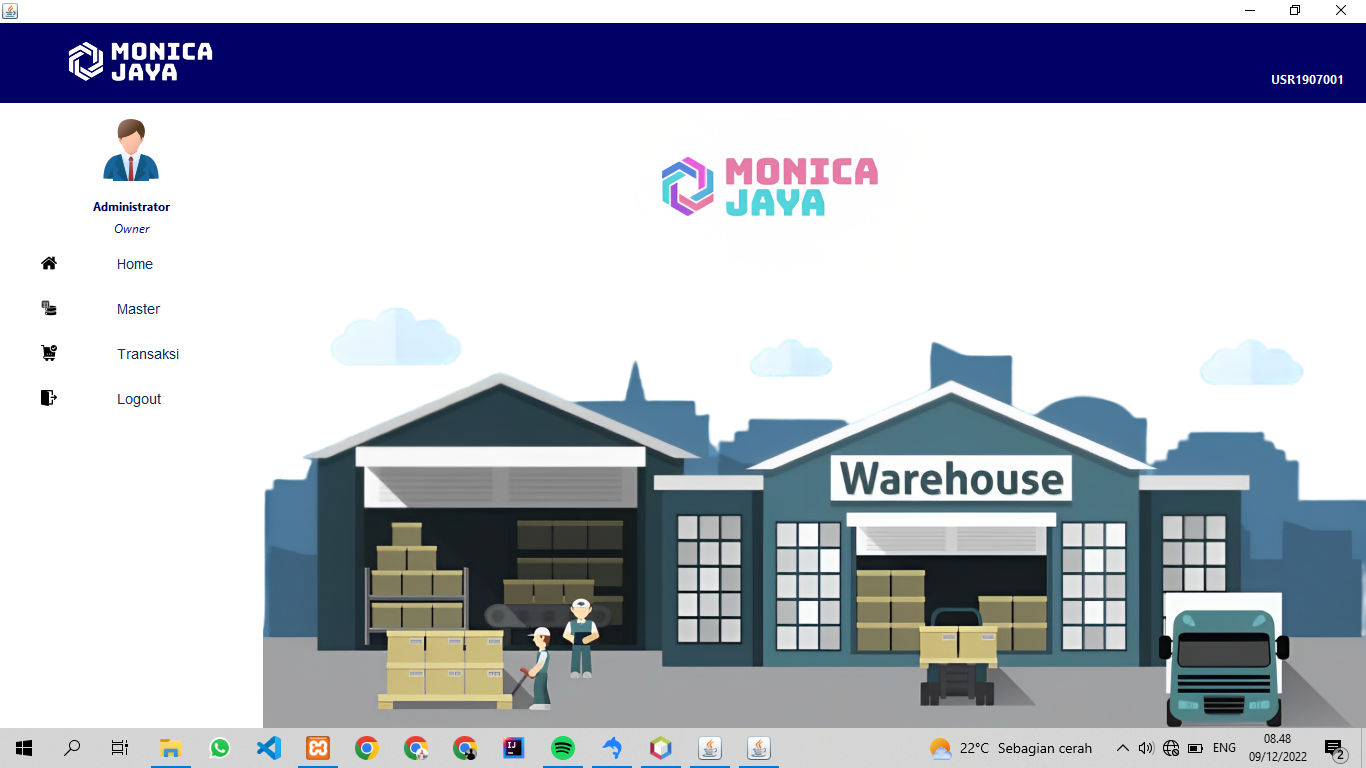 MONICA
JAYA
USR1907001
Administrator
Owner
Home
Master
Transaksi
Logout
MONICA
JAYA
Warehouse
22°C Sebagian cerah
ENG
08.48
09/12/2022
2